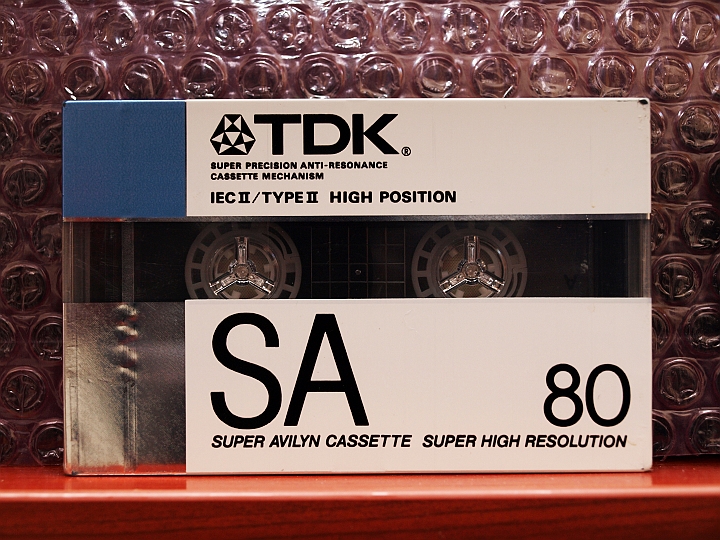 TDK®
SUPER PRECISION ANTI-RESONANCE
CASSETTE MECHANISM
IEC II/TYPE II HIGH POSITION
A
SA 80
SUPER AVILYN CASSETTE SUPER HIGH RESOLUTION